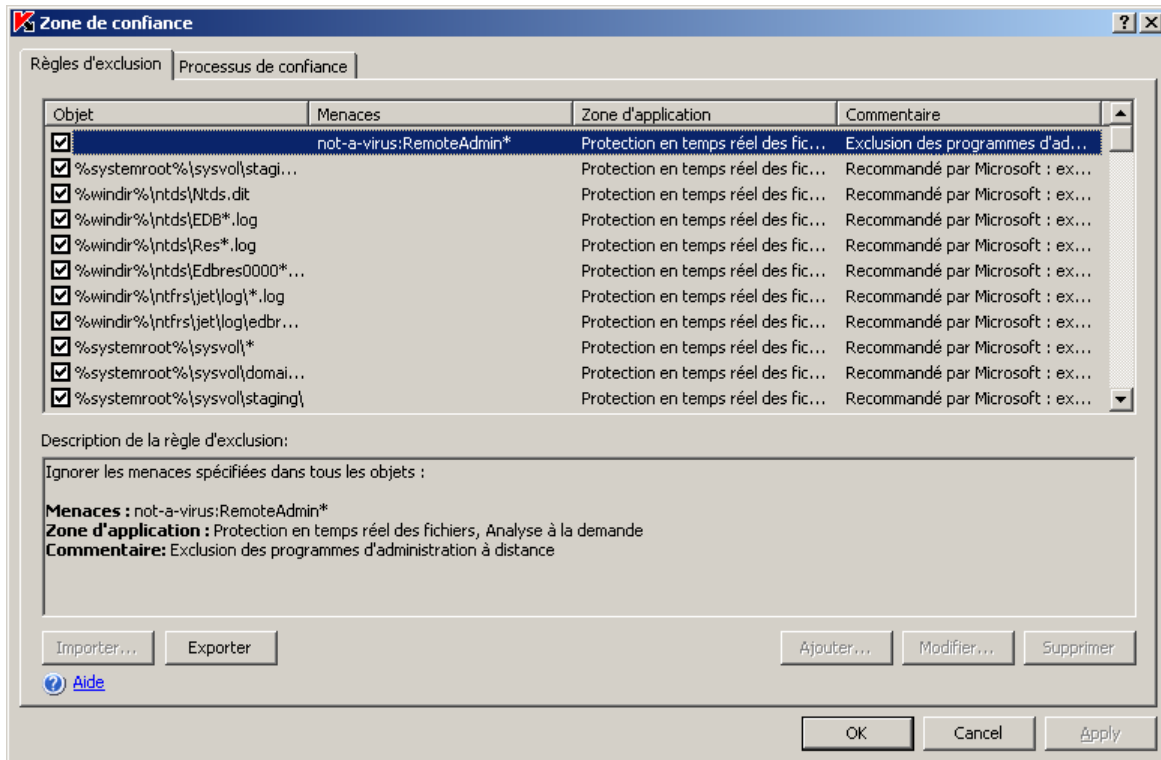 Zone de confiance
Règles d'exclusion Processus de confiance
Objet Menaces Zone d'application Commentaire
not-a-virus:RemoteAdmin* Protection en temps réel des fic... Exclusion des programmes d'ad...
%systemroot%\sysvol\stagi... Protection en temps réel des fic... Recommandé par Microsoft : ex...
%windir%\ntds\Ntds.dit Protection en temps réel des fic... Recommandé par Microsoft : ex...
%windir%\ntds\EDB*.log Protection en temps réel des fic... Recommandé par Microsoft : ex...
%windir%\ntds\Res*.log Protection en temps réel des fic... Recommandé par Microsoft : ex...
%windir%\ntds\Edbres0000*... Protection en temps réel des fic... Recommandé par Microsoft : ex...
%windir%\ntfrs\jet\log\*.log Protection en temps réel des fic... Recommandé par Microsoft : ex...
%windir%\ntfrs\jet\log\edbr... Protection en temps réel des fic... Recommandé par Microsoft : ex...
%systemroot%\sysvol\* Protection en temps réel des fic... Recommandé par Microsoft : ex...
%systemroot%\sysvol\domai... Protection en temps réel des fic... Recommandé par Microsoft : ex...
%systemroot%\sysvol\staging\ Protection en temps réel des fic... Recommandé par Microsoft : ex...
Description de la règle d'exclusion:
Ignorer les menaces spécifiées dans tous les objets :
Menaces : not-a-virus:RemoteAdmin*
Zone d'application : Protection en temps réel des fichiers, Analyse à la demande
Commentaire: Exclusion des programmes d'administration à distance
Importer... Exporter Ajouter... Modifier... Supprimer
Aide
OK Cancel Apply